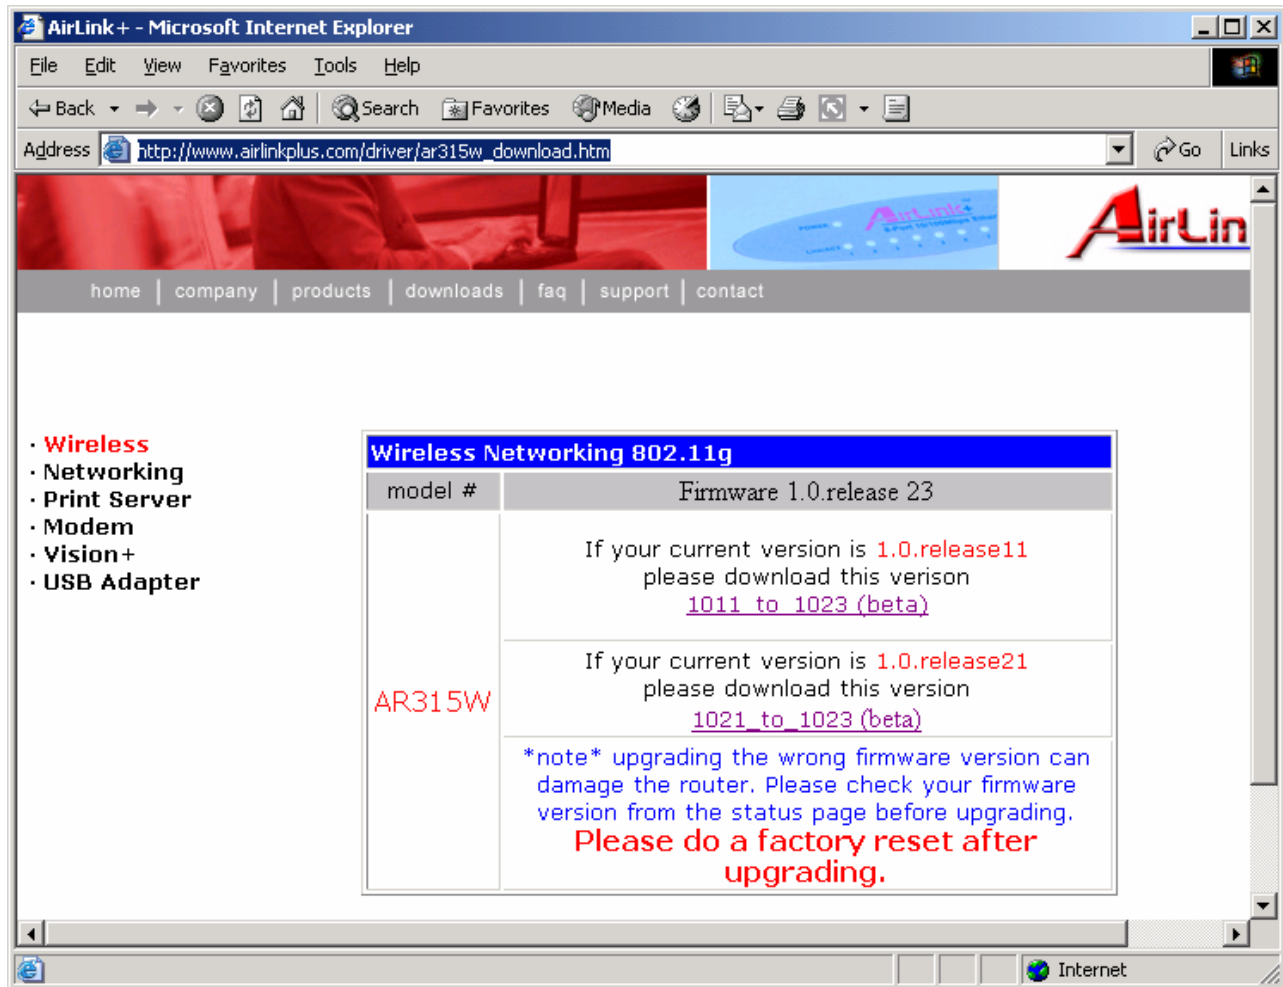 AirLink+ - Microsoft Internet Explorer
File Edit View Favorites Tools Help
Back Search Favorites Media
Address http://www.airlinkplus.com/driver/ar315w_download.htm Go Links
AirLink+
AirLin
home | company | products | downloads | faq | support | contact
· Wireless
· Networking
· Print Server
· Modem
· Vision+
· USB Adapter
Wireless Networking 802.11g
model # Firmware 1.0.release 23
AR315W
If your current version is 1.0.release11
please download this verison
1011_to_1023 (beta)
If your current version is 1.0.release21
please download this version
1021_to_1023 (beta)
*note* upgrading the wrong firmware version can
damage the router. Please check your firmware
version from the status page before upgrading.
Please do a factory reset after
upgrading.
Internet